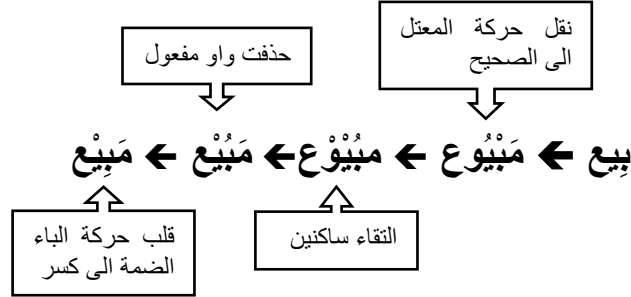 نقل حركة المعتل
الى الصحيح
حذفت واو مفعول
بِيع ← مَبْيُوع ← مبُيْوْع← مَبُيْع ← مَبِيْع
التقاء ساكنين
قلب حركة الباء
الضمة الى كسر